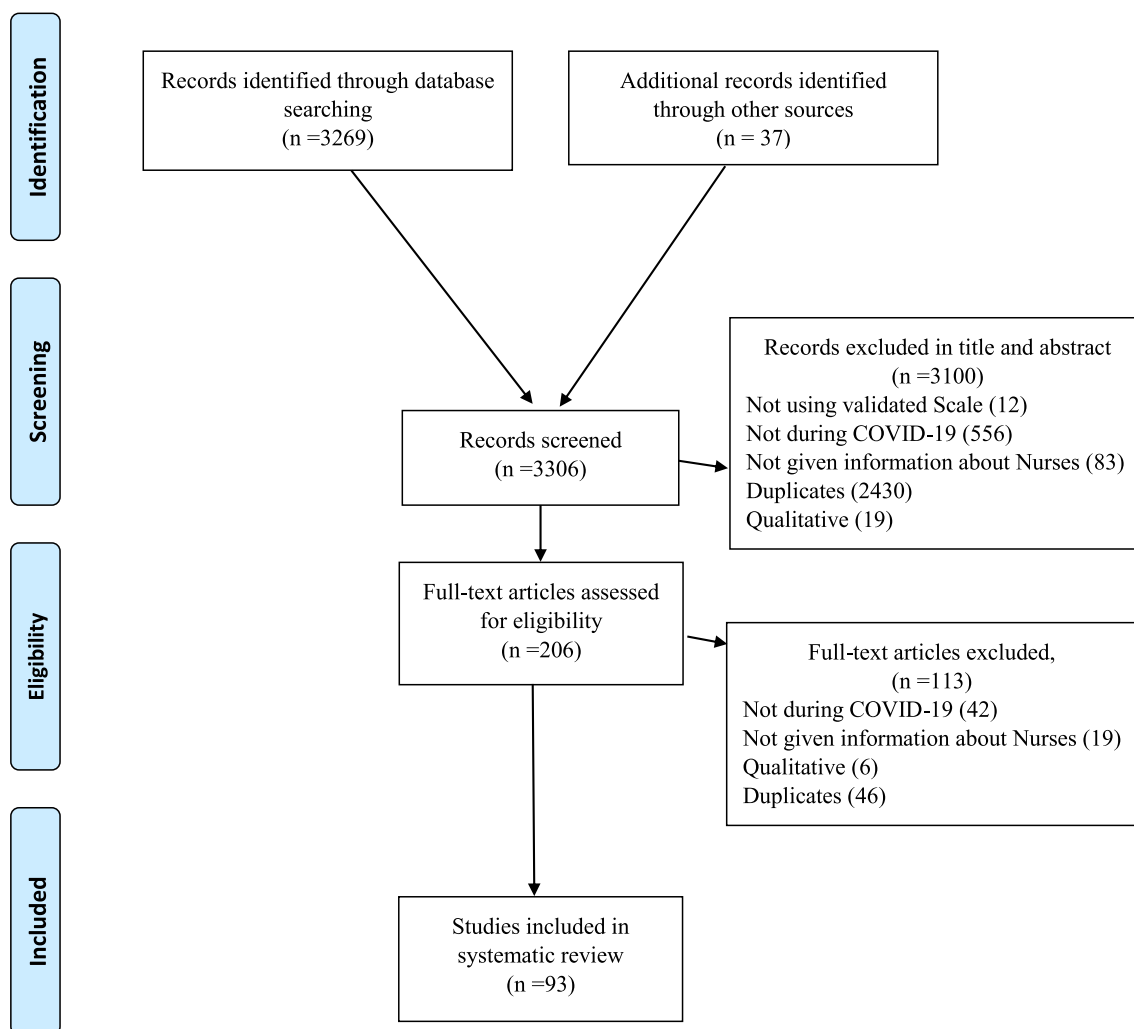 Identification
Records identified through database
searching
(n =3269)
Additional records identified
through other sources
(n = 37)
Screening
Records screened
(n = 3306)
Records excluded in title and abstract
(n =3100)
Not using validated Scale (12)
Not during COVID-19 (556)
Not given information about Nurses (83)
Duplicates (2430)
Qualitative (19)
Eligibility
Full-text articles assessed
for eligibility
(n =206)
Full-text articles excluded,
(n =113)
Not during COVID-19 (42)
Not given information about Nurses (19)
Qualitative (6)
Duplicates (46)
Included
Studies included in
systematic review
(n =93)